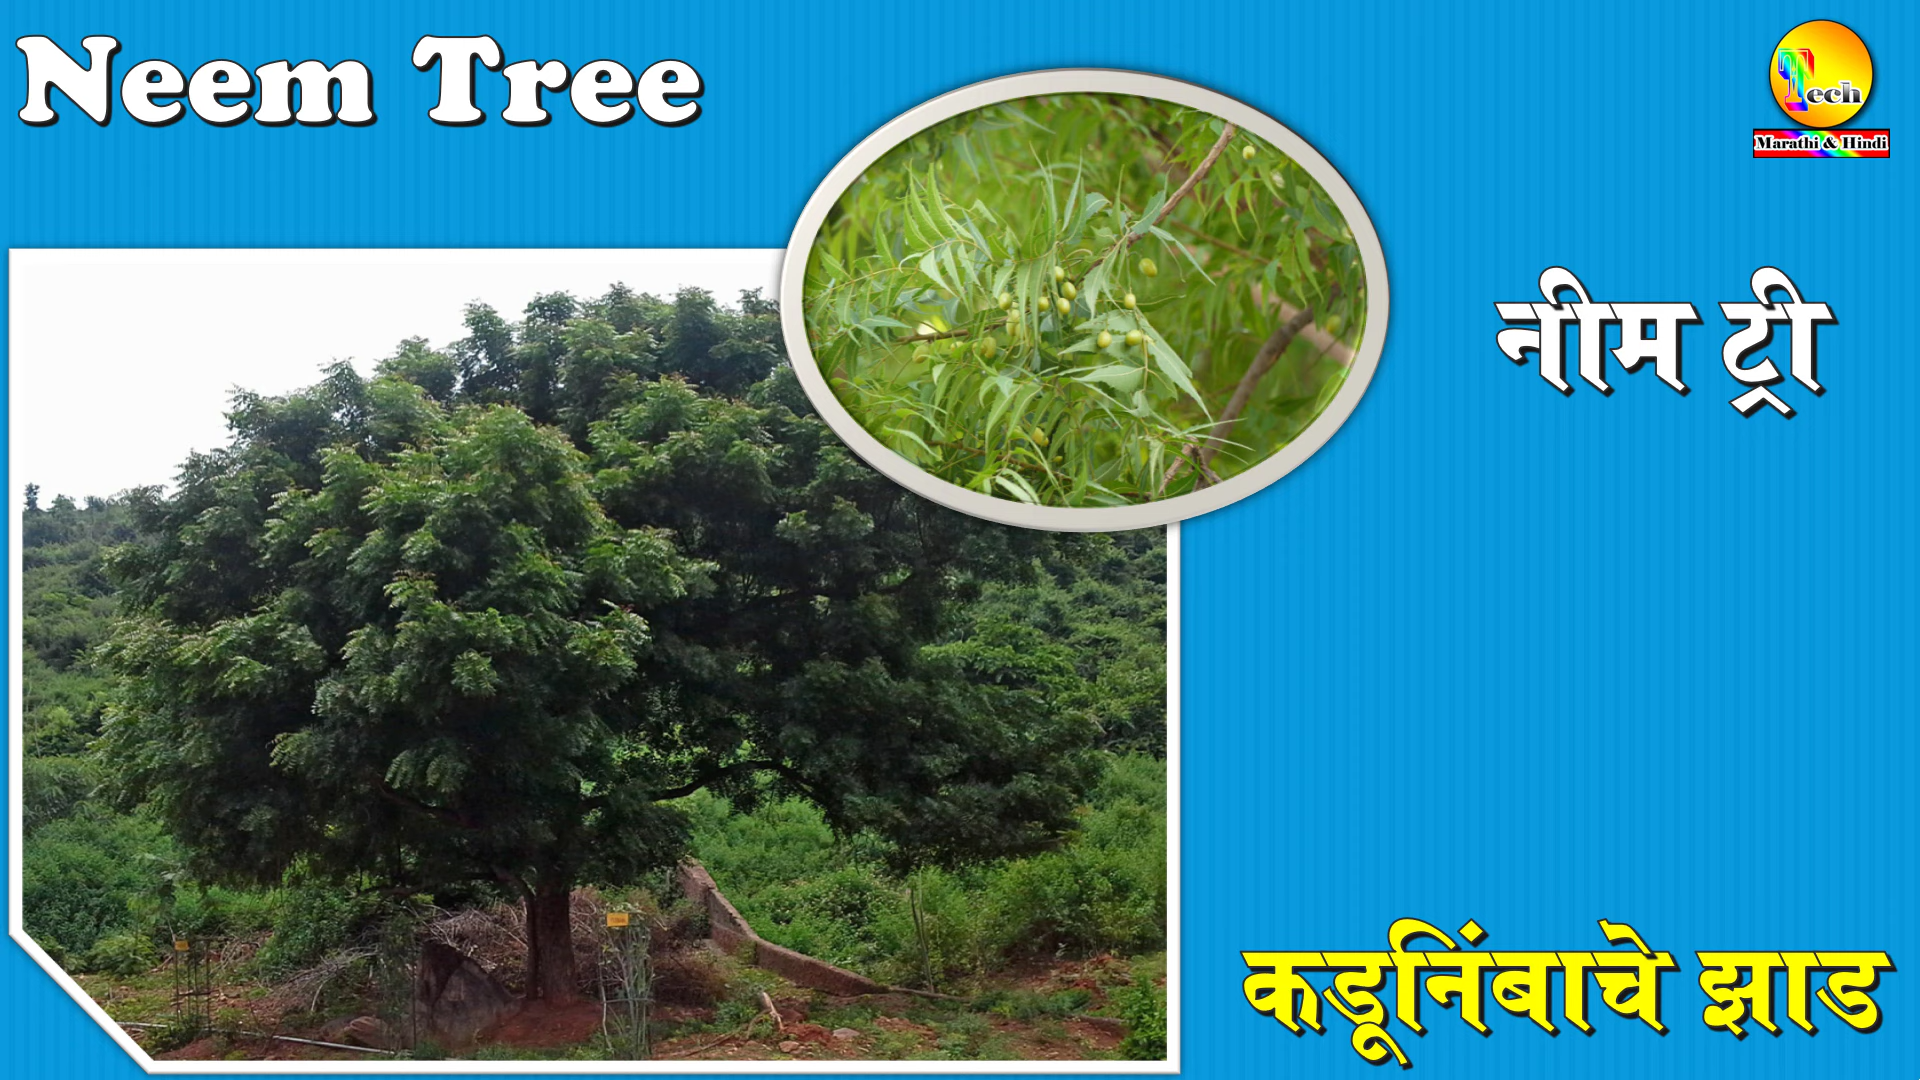 Neem Tree
Tech
Marathi & Hindi
नीम ट्री
कडूनिंबाचे झाड